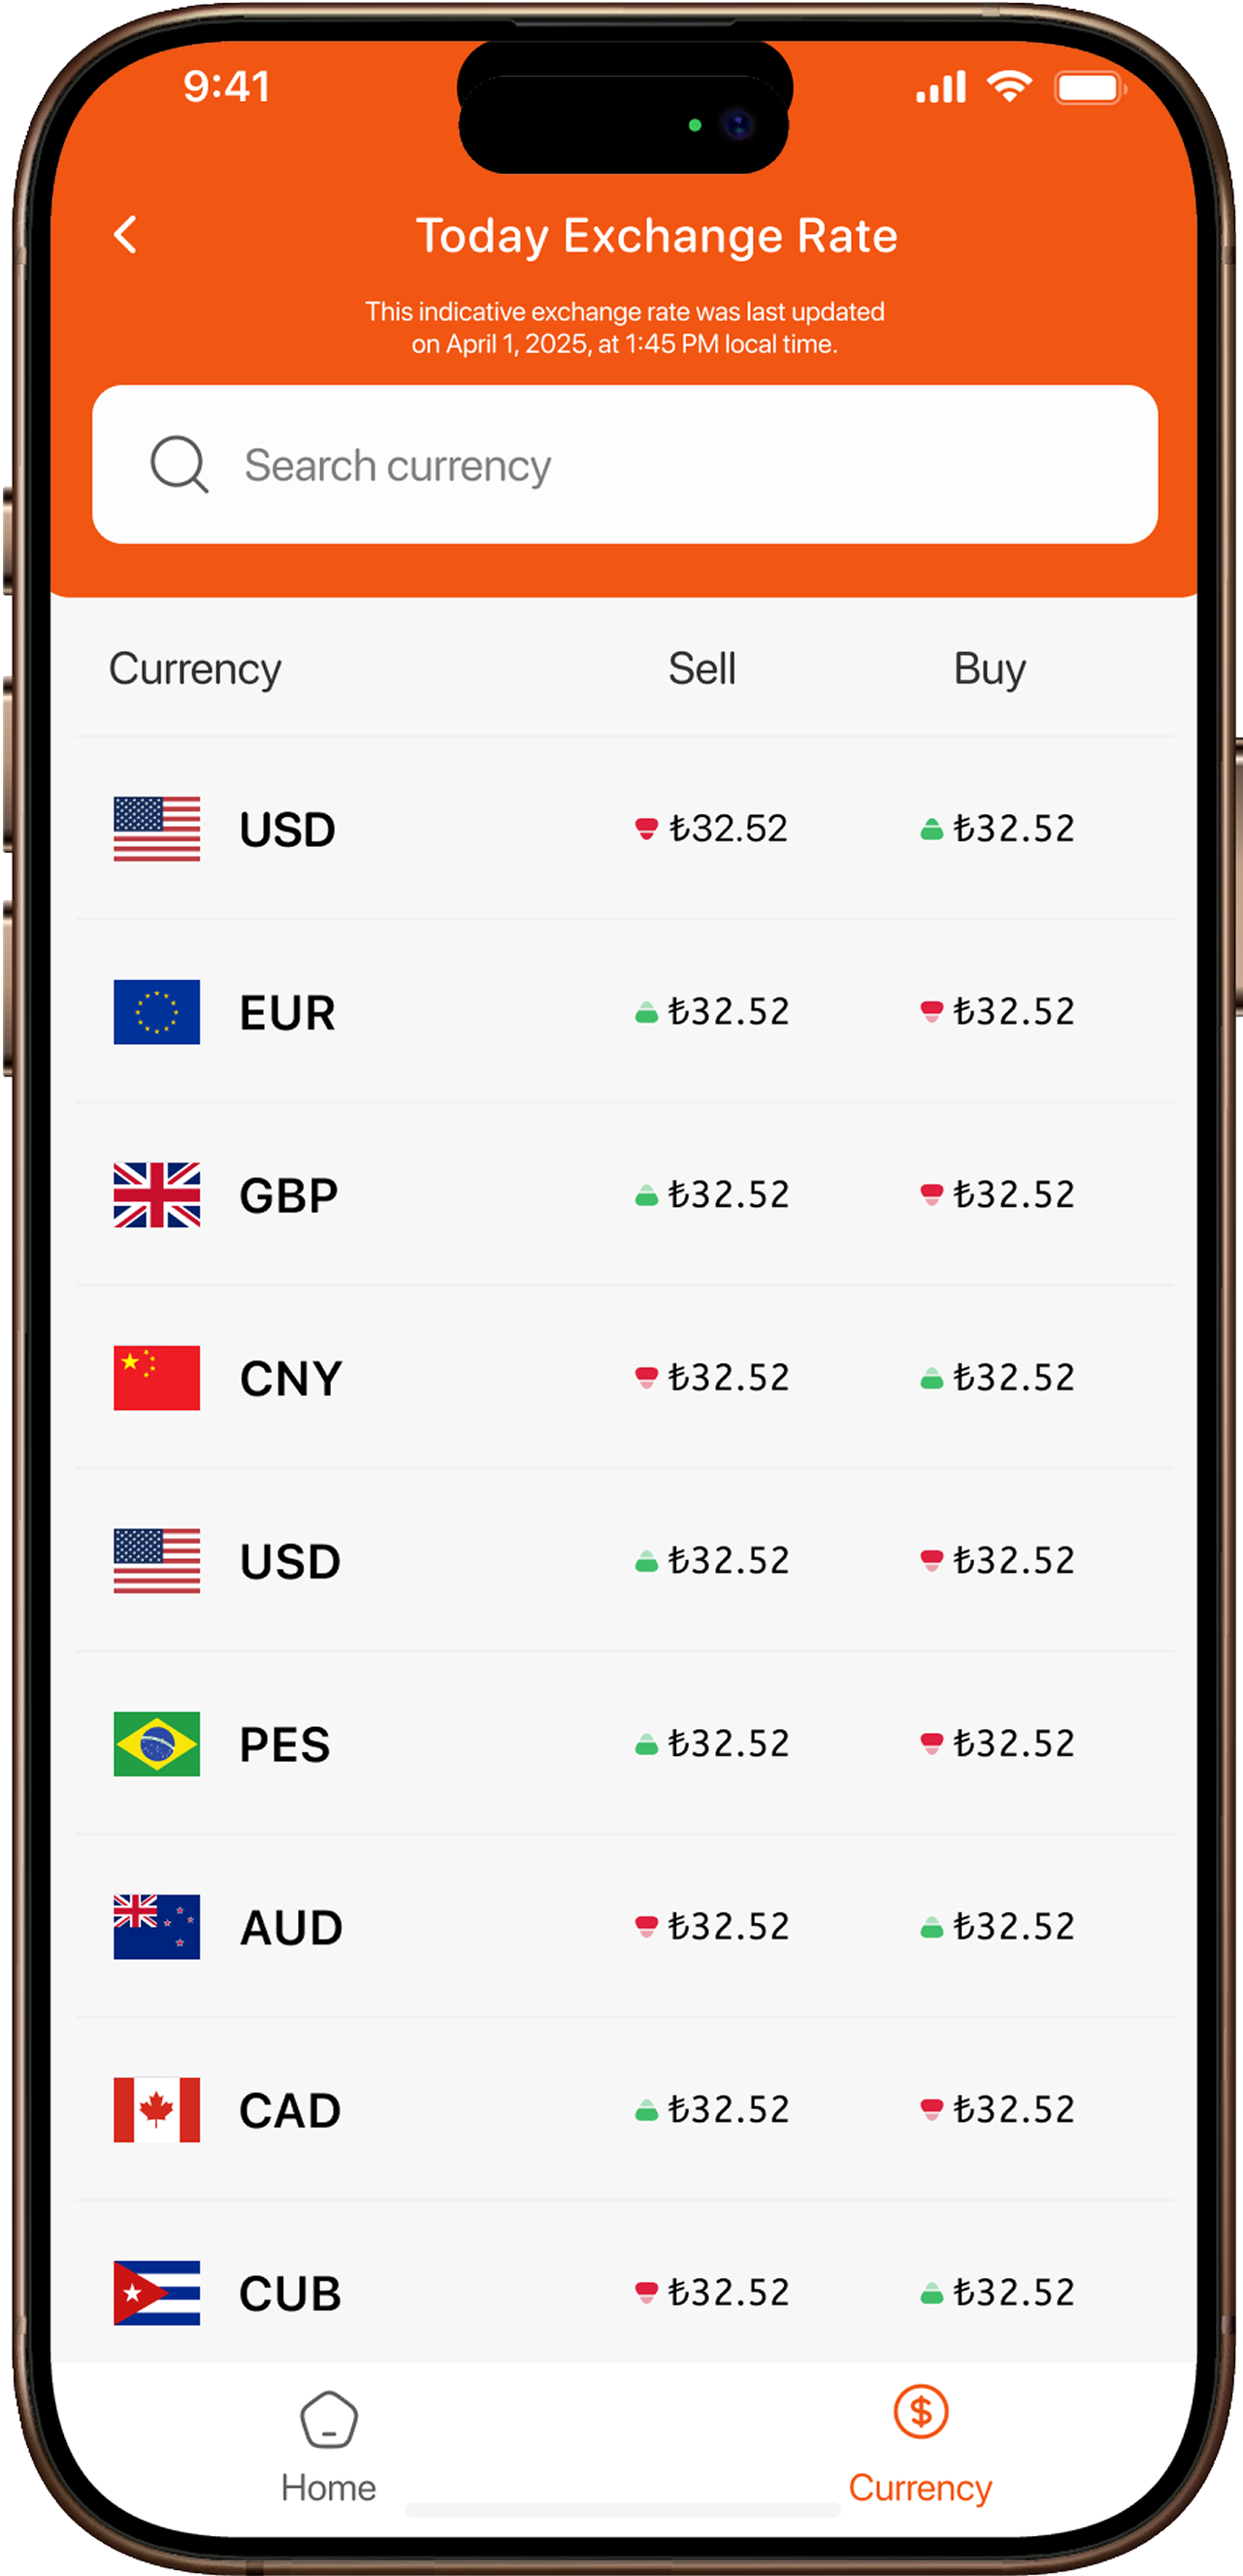 9:41
Today Exchange Rate
This indicative exchange rate was last updated
on April 1, 2025, at 1:45 PM local time.
Search currency
Currency Sell Buy
USD ₺32.52 ₺32.52
EUR ₺32.52 ₺32.52
GBP ₺32.52 ₺32.52
CNY ₺32.52 ₺32.52
USD ₺32.52 ₺32.52
PES ₺32.52 ₺32.52
AUD ₺32.52 ₺32.52
CAD ₺32.52 ₺32.52
CUB ₺32.52 ₺32.52
$
Home Currency